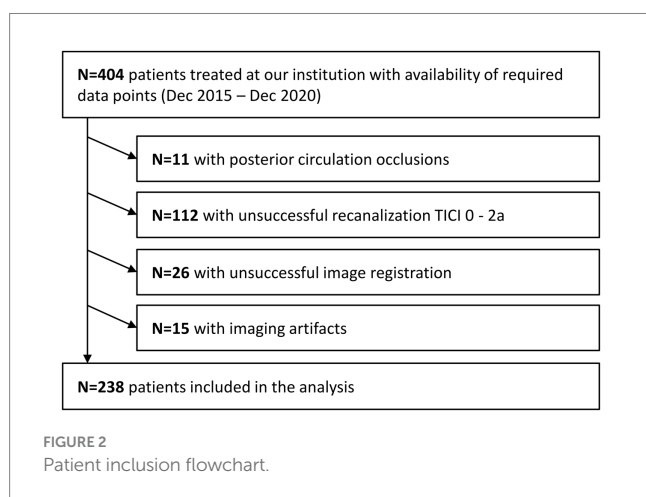 N=404 patients treated at our institution with availability of required
data points (Dec 2015 – Dec 2020)
N=11 with posterior circulation occlusions
N=112 with unsuccessful recanalization TICI 0 - 2a
N=26 with unsuccessful image registration
N=15 with imaging artifacts
N=238 patients included in the analysis
FIGURE 2
Patient inclusion flowchart.